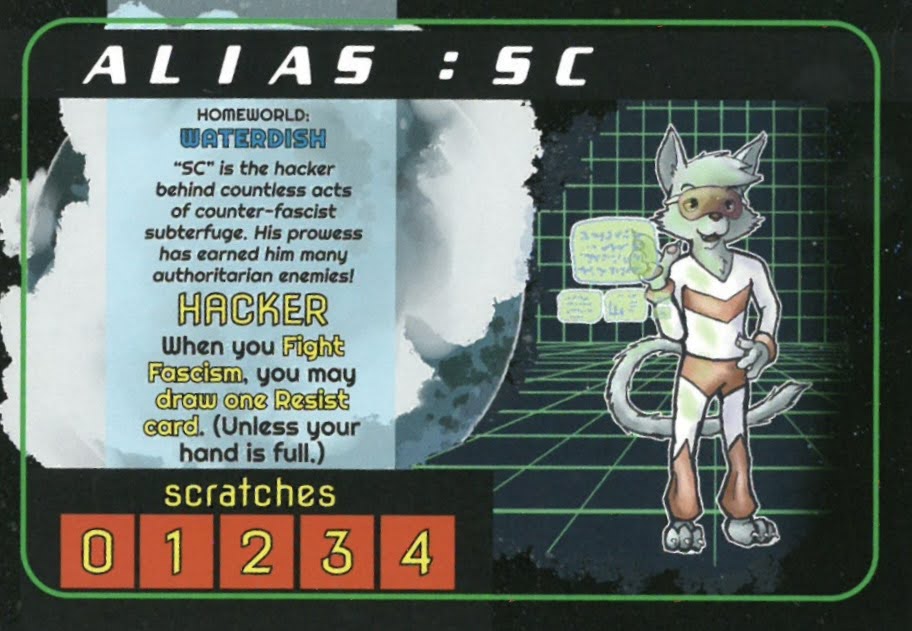 ALIAS : SC
HOMEWORLD:
WATERDISH
"SC" is the hacker
behind countless acts
of counter-fascist
subterfuge. His prowess
has earned him many
authoritarian enemies!
HACKER
When you Fight
Fascism, you may
draw one Resist
card. (Unless your
hand is full.)
scratches
0 1 2 3 4